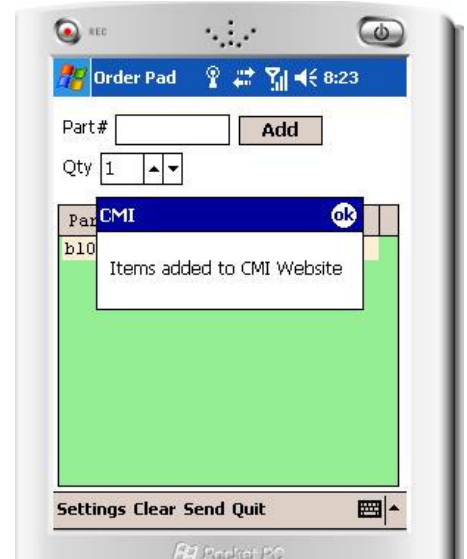 REC
Order Pad 8:23
Part# Add
Qty 1
CMI ok
Par
b10
Items added to CMI Website
Settings Clear Send Quit
Pocket PC